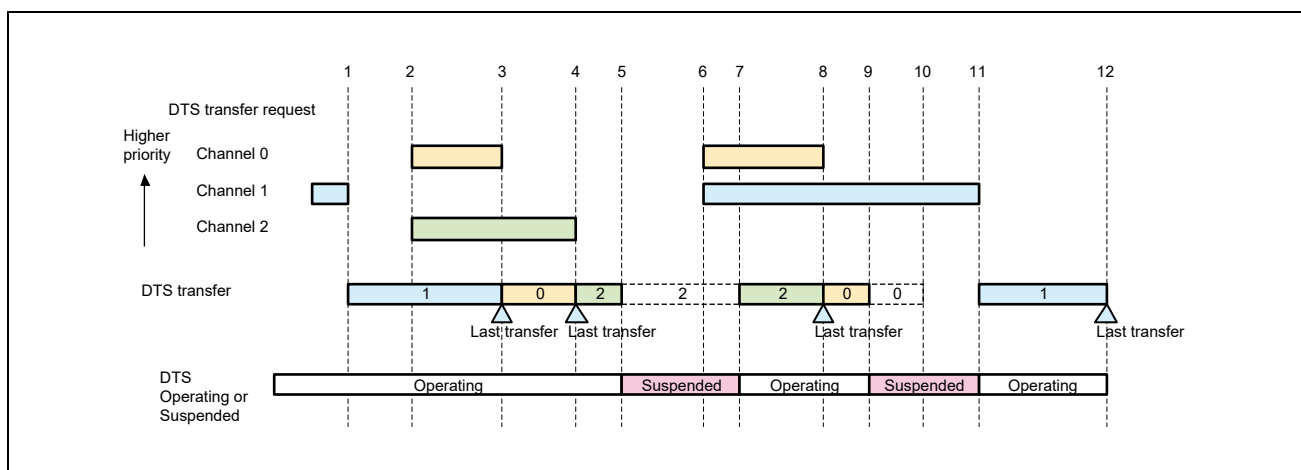 1 2 3 4 5 6 7 8 9 10 11 12
DTS transfer request
Higher
priority
Channel 0
Channel 1
Channel 2
DTS transfer
1 0 2 2 2 0 0 1
Last transfer Last transfer Last transfer Last transfer
DTS
Operating or
Suspended
Operating Suspended Operating Suspended Operating